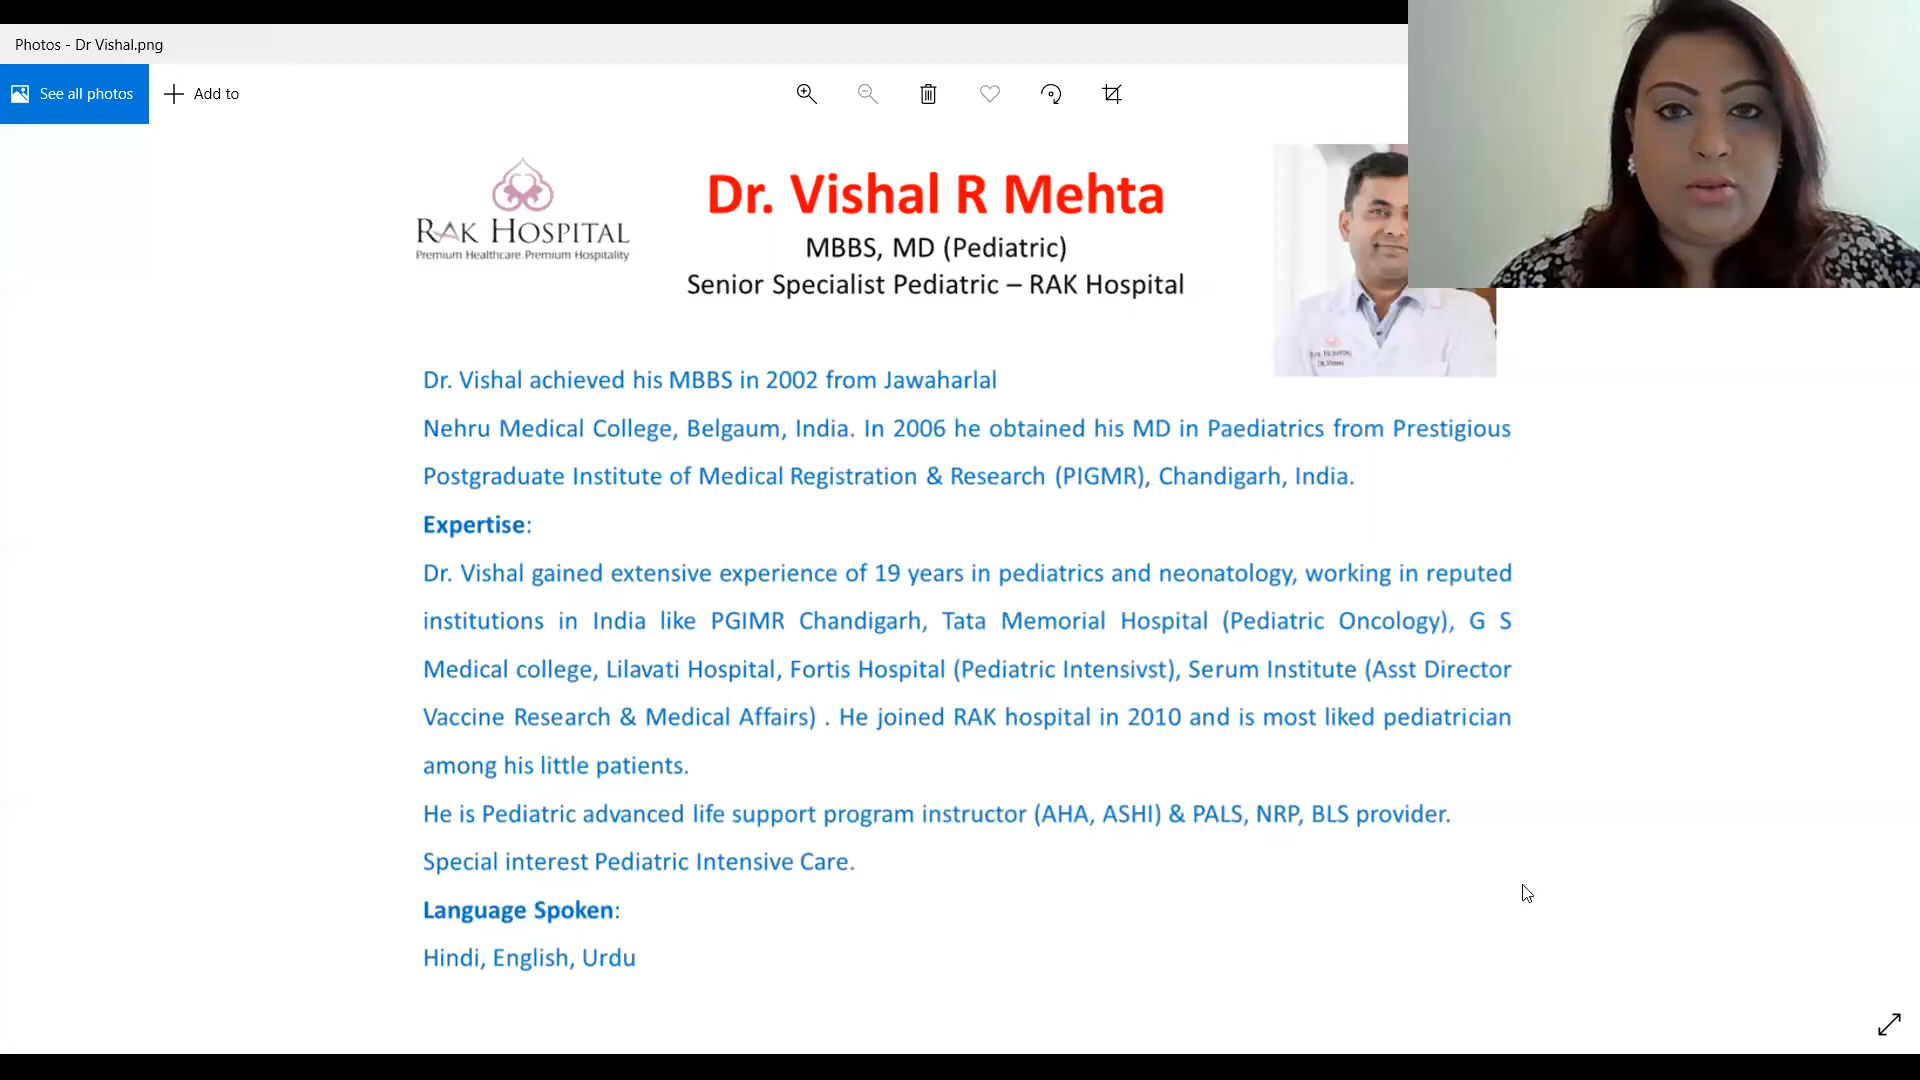 Photos - Dr Vishal.png
See all photos
Add to
RAK HOSPITAL
Premium Healthcare Premium Hospitality
Dr. Vishal R Mehta
MBBS, MD (Pediatric)
Senior Specialist Pediatric – RAK Hospital
RAK HOSPITAL
Dr. Vishal achieved his MBBS in 2002 from Jawaharlal
Nehru Medical College, Belgaum, India. In 2006 he obtained his MD in Paediatrics from Prestigious
Postgraduate Institute of Medical Registration & Research (PIGMR), Chandigarh, India.
Expertise:
Dr. Vishal gained extensive experience of 19 years in pediatrics and neonatology, working in reputed
institutions in India like PGIMR Chandigarh, Tata Memorial Hospital (Pediatric Oncology), G S
Medical college, Lilavati Hospital, Fortis Hospital (Pediatric Intensivst), Serum Institute (Asst Director
Vaccine Research & Medical Affairs) . He joined RAK hospital in 2010 and is most liked pediatrician
among his little patients.
He is Pediatric advanced life support program instructor (AHA, ASHI) & PALS, NRP, BLS provider.
Special interest Pediatric Intensive Care.
Language Spoken:
Hindi, English, Urdu